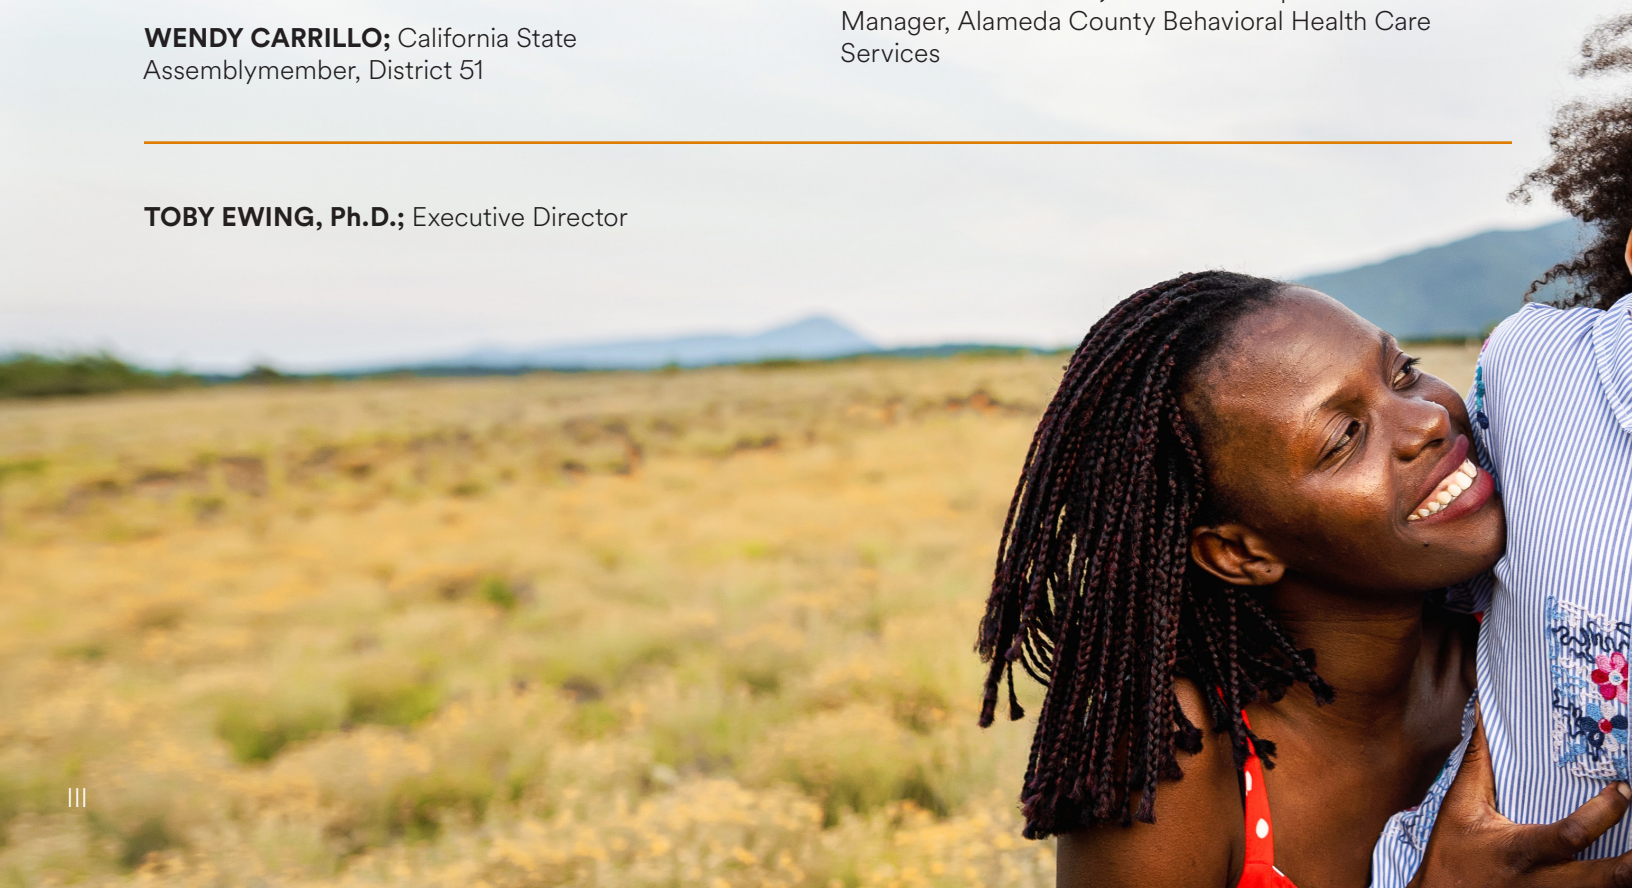 WENDY CARRILLO; California State
Assemblymember, District 51
Manager, Alameda County Behavioral Health Care
Services
TOBY EWING, Ph.D.; Executive Director
III